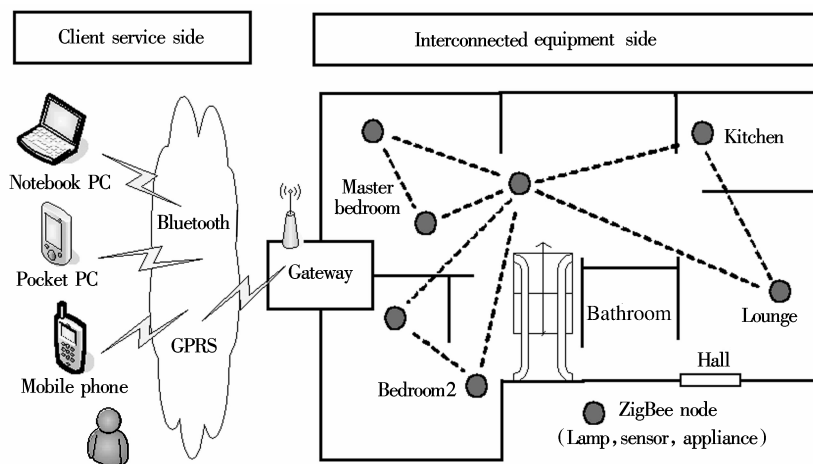 Client service side
Interconnected equipment side
Notebook PC
Pocket PC
Mobile phone
Bluetooth
GPRS
Gateway
Master
bedroom
Kitchen
Bathroom
Lounge
Hall
Bedroom2
ZigBee node
(Lamp,sensor, appliance)